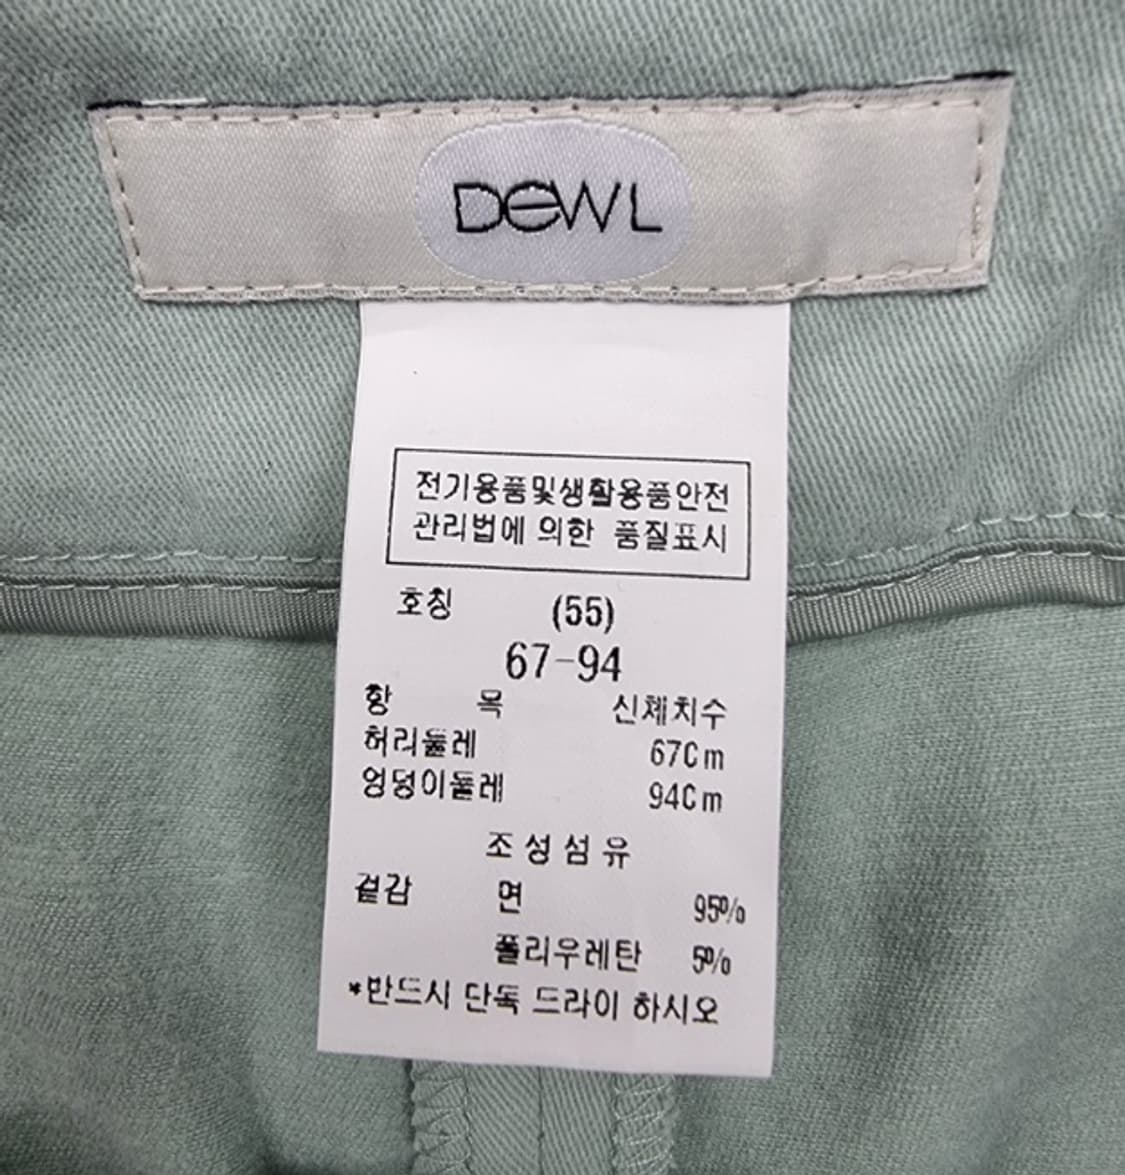 DeWL
전기용품및생활용품안전
관리법에 의한 품질표시
호칭 (55)
67-94
항 목 신체치수
허리둘레 67Cm
엉덩이둘레 94Cm
조성섬유
겉감 면 95%
폴리우레탄 5%
*반드시 단독 드라이 하시오